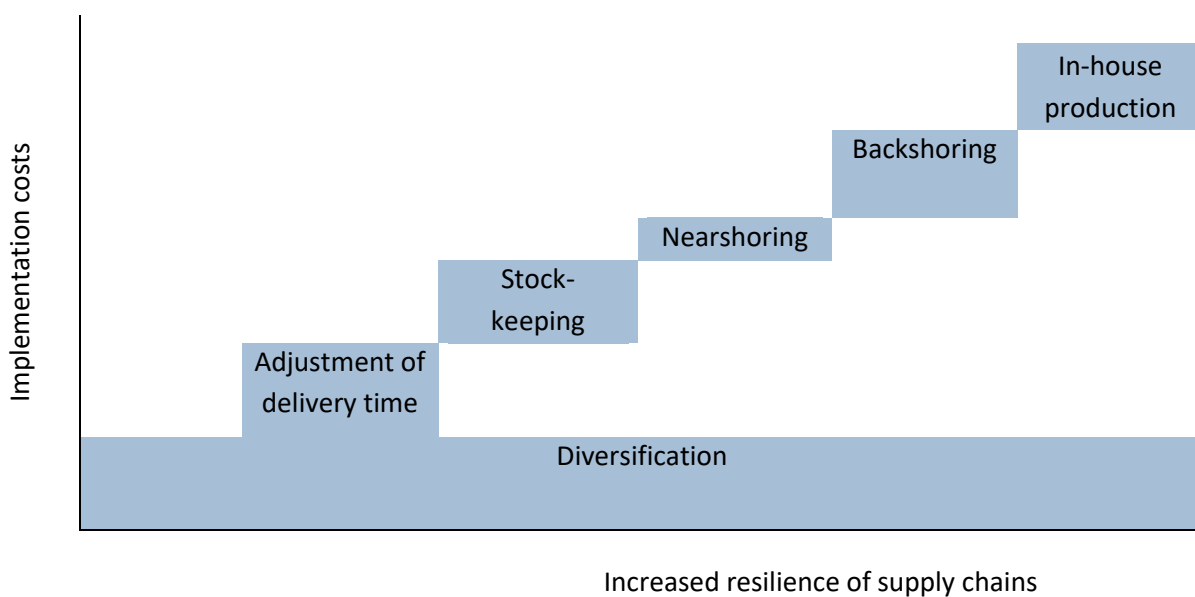 In-house
production
Backshoring
Nearshoring
Stock-
keeping
Adjustment of
delivery time
Diversification
Implementation costs
Increased resilience of supply chains